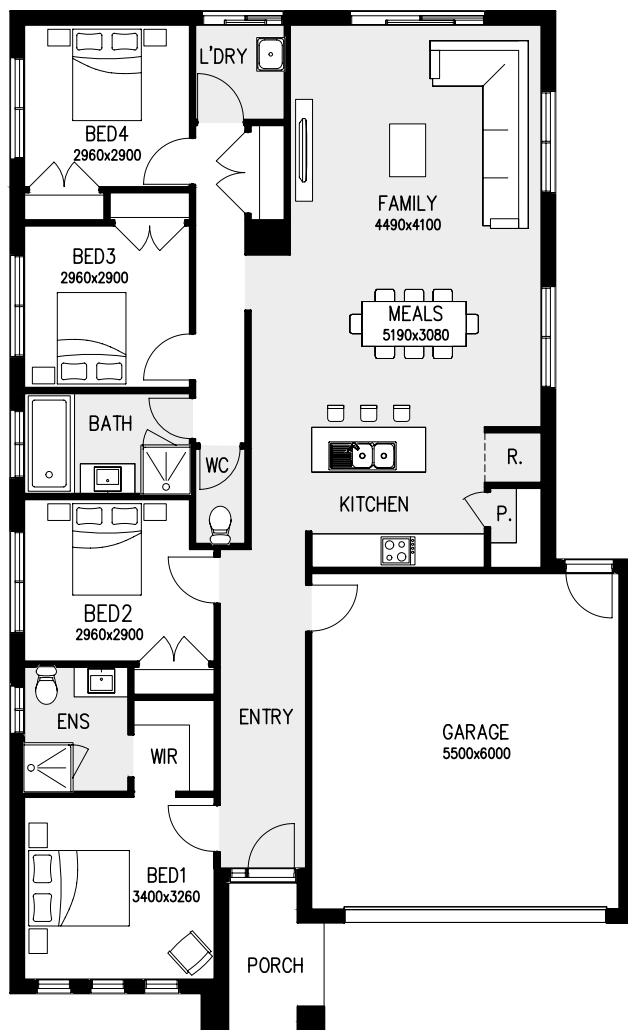 L'DRY
BED4
2960x2900
FAMILY
4490x4100
BED3
2960x2900
MEALS
5190x3080
BATH
WC
R.
KITCHEN
P.
BED2
2960x2900
ENS
ENTRY
WIR
GARAGE
5500x6000
BED1
3400x3260
PORCH